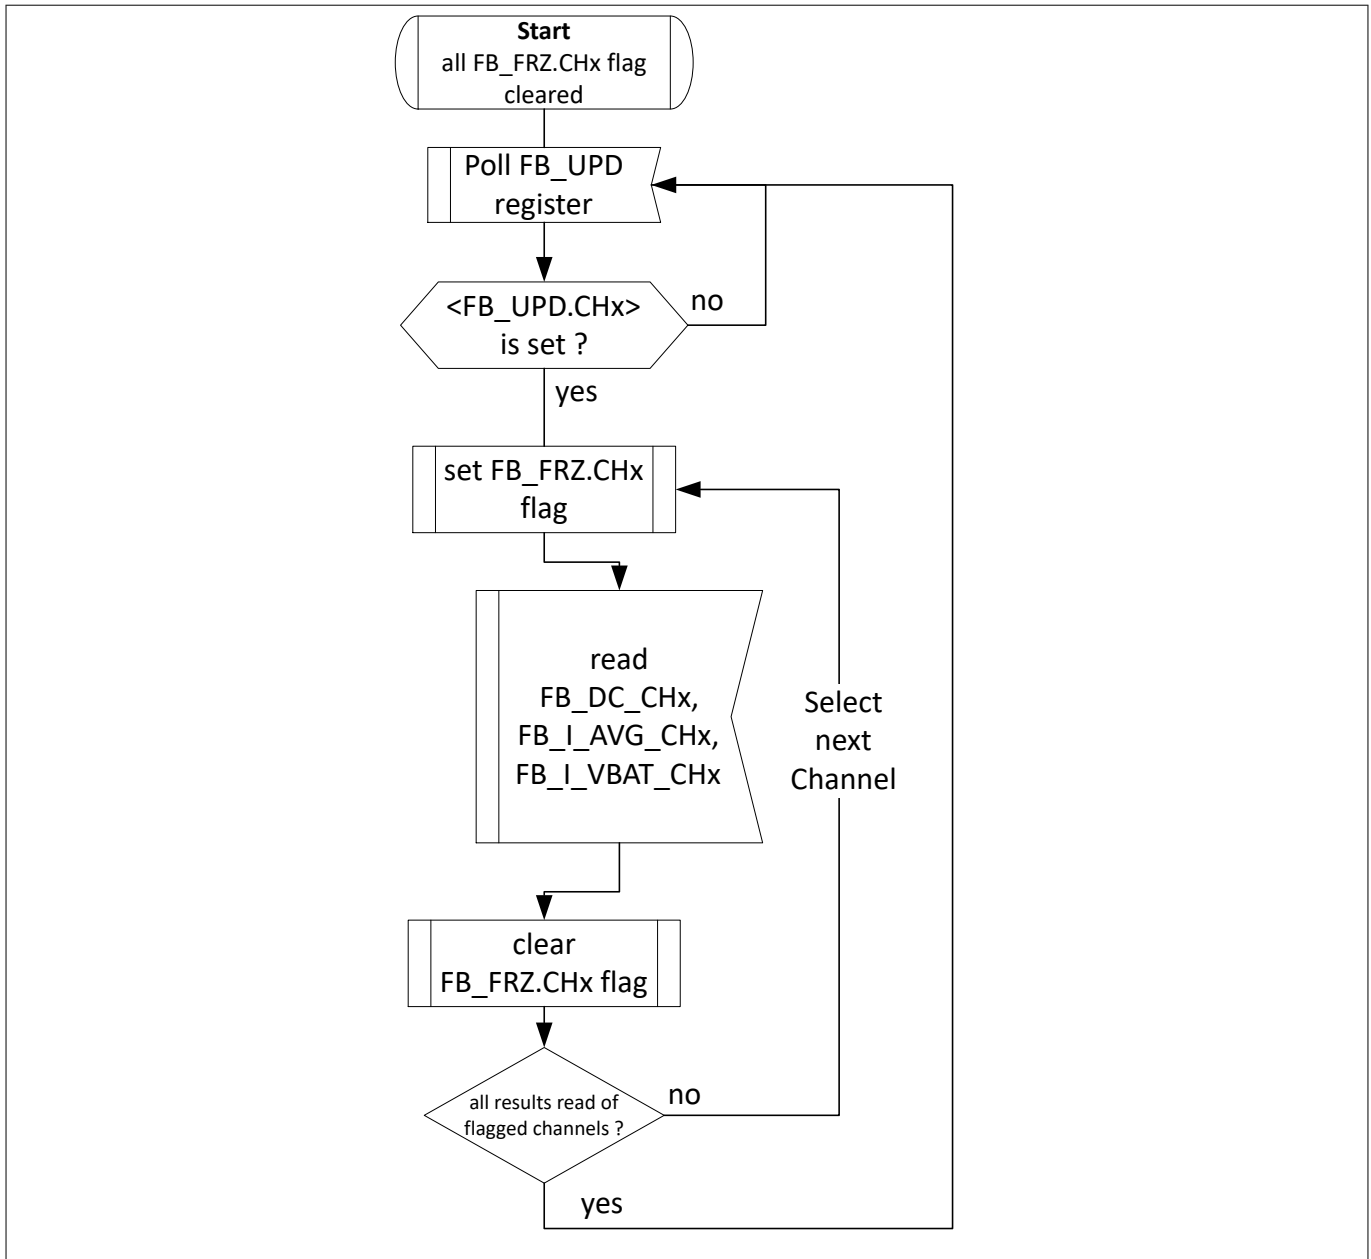 Start
all FB_FRZ.CHx flag
cleared
Poll FB_UPD
register
<FB_UPD.CHx>
is set ?
no
yes
set FB_FRZ.CHx
flag
read
FB_DC_CHx,
FB_I_AVG_CHx,
FB_I_VBAT_CHx
Select
next
Channel
clear
FB_FRZ.CHx flag
all results read of
flagged channels ?
no
yes